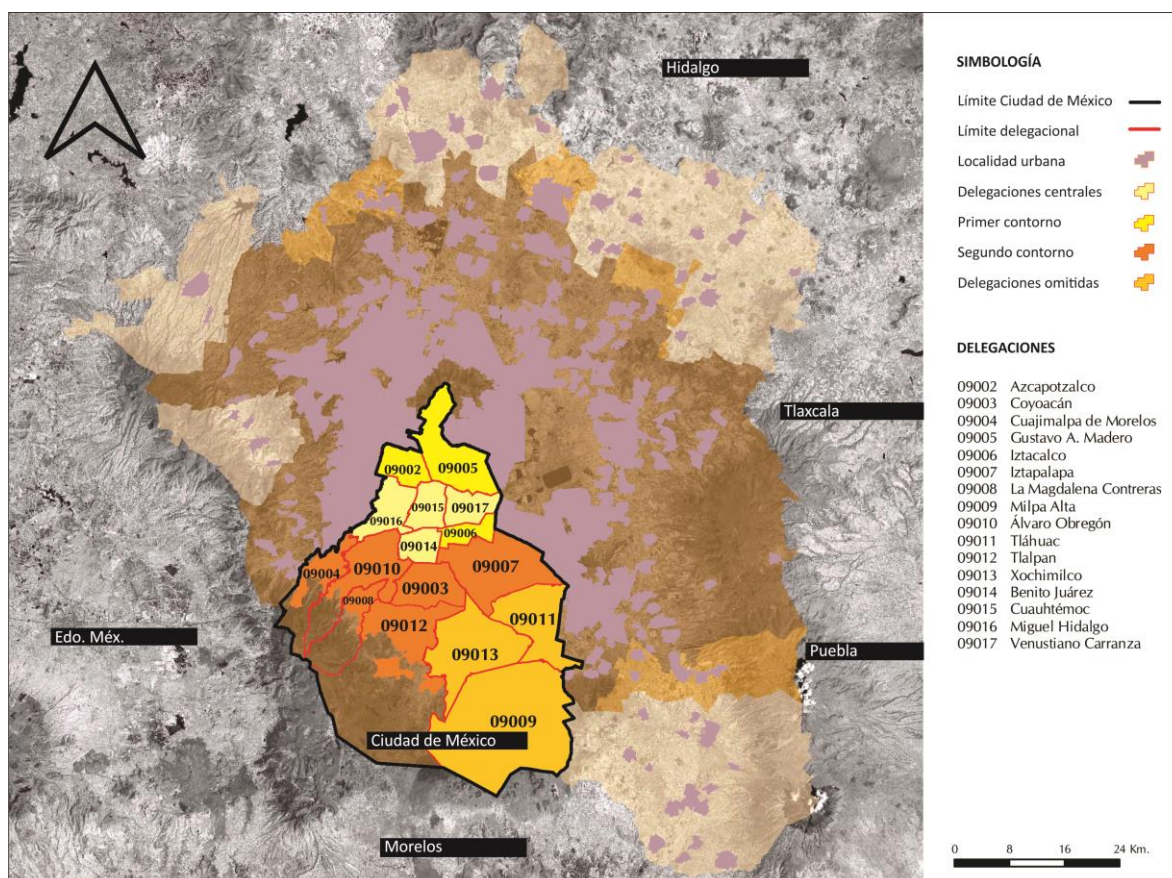 Hidalgo
Tlaxcala
Puebla
Edo. Méx.
Ciudad de México
Morelos
09002
09005
09015
09017
09016
09006
09014
09004
09010
09007
09003
09008
09011
09012
09013
09009
SIMBOLOGÍA
Límite Ciudad de México
Límite delegacional
Localidad urbana
Delegaciones centrales
Primer contorno
Segundo contorno
Delegaciones omitidas
DELEGACIONES
09002 Azcapotzalco
09003 Coyoacán
09004 Cuajimalpa de Morelos
09005 Gustavo A. Madero
09006 Iztacalco
09007 Iztapalapa
09008 La Magdalena Contreras
09009 Milpa Alta
09010 Álvaro Obregón
09011 Tláhuac
09012 Tlalpan
09013 Xochimilco
09014 Benito Juárez
09015 Cuauhtémoc
09016 Miguel Hidalgo
09017 Venustiano Carranza
0 8 16 24 Km.